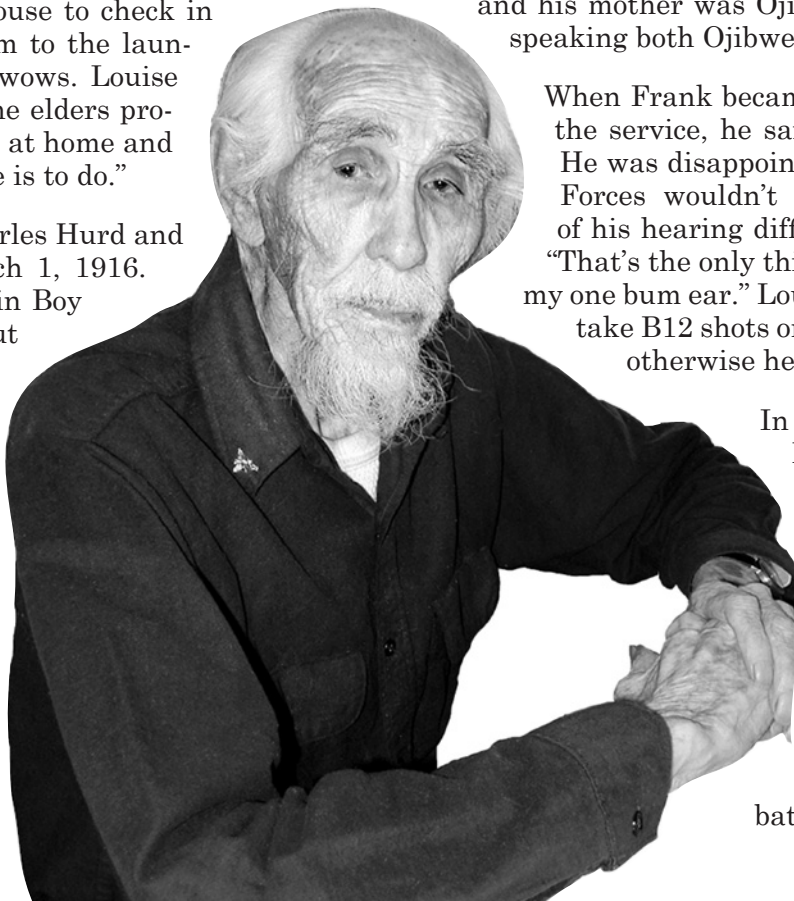 ouse to check in
m to the laun-
wows. Louise
ne elders pro-
at home and
e is to do.”
rles Hurd and
ch 1, 1916.
in Boy
ut
and his mother was Oji
speaking both Ojibwe
When Frank becam
the service, he sa
He was disappoin
Forces wouldn’t
of his hearing diff
“That’s the only thi
my one bum ear.” Lou
take B12 shots o
otherwise he
In
bat